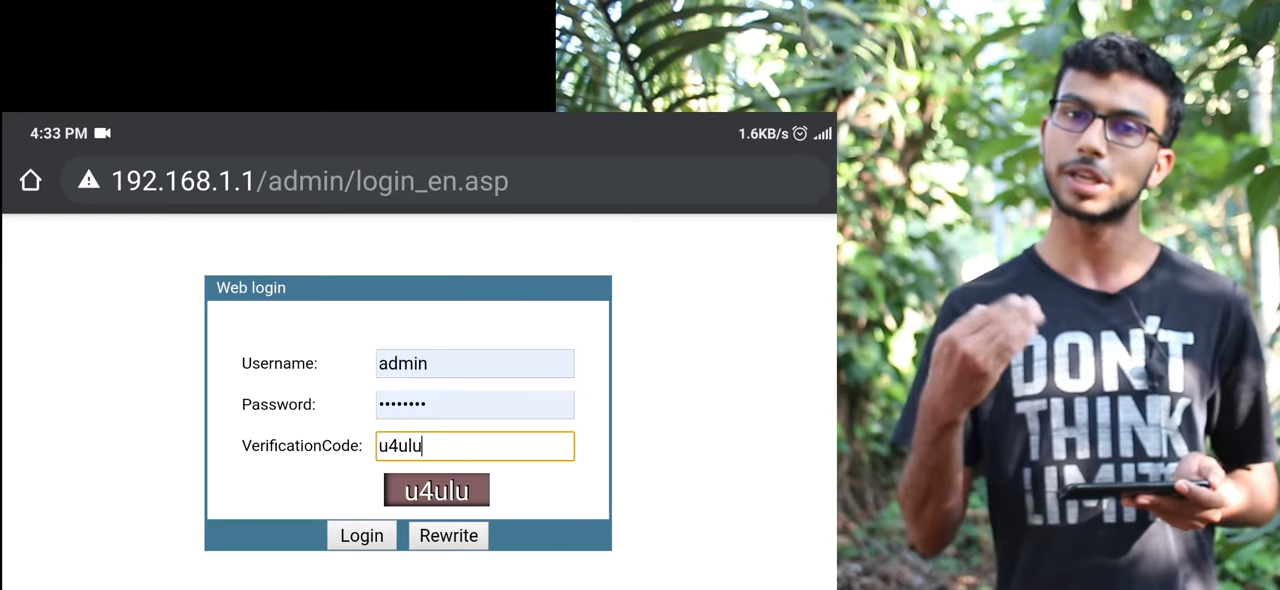 4:33 PM
1.6KB/s
192.168.1.1/admin/login_en.asp
Web login
Username: admin
Password: ••••••••
VerificationCode: u4ulu
u4ulu
Login Rewrite
DON'T
THINK
LIMITS